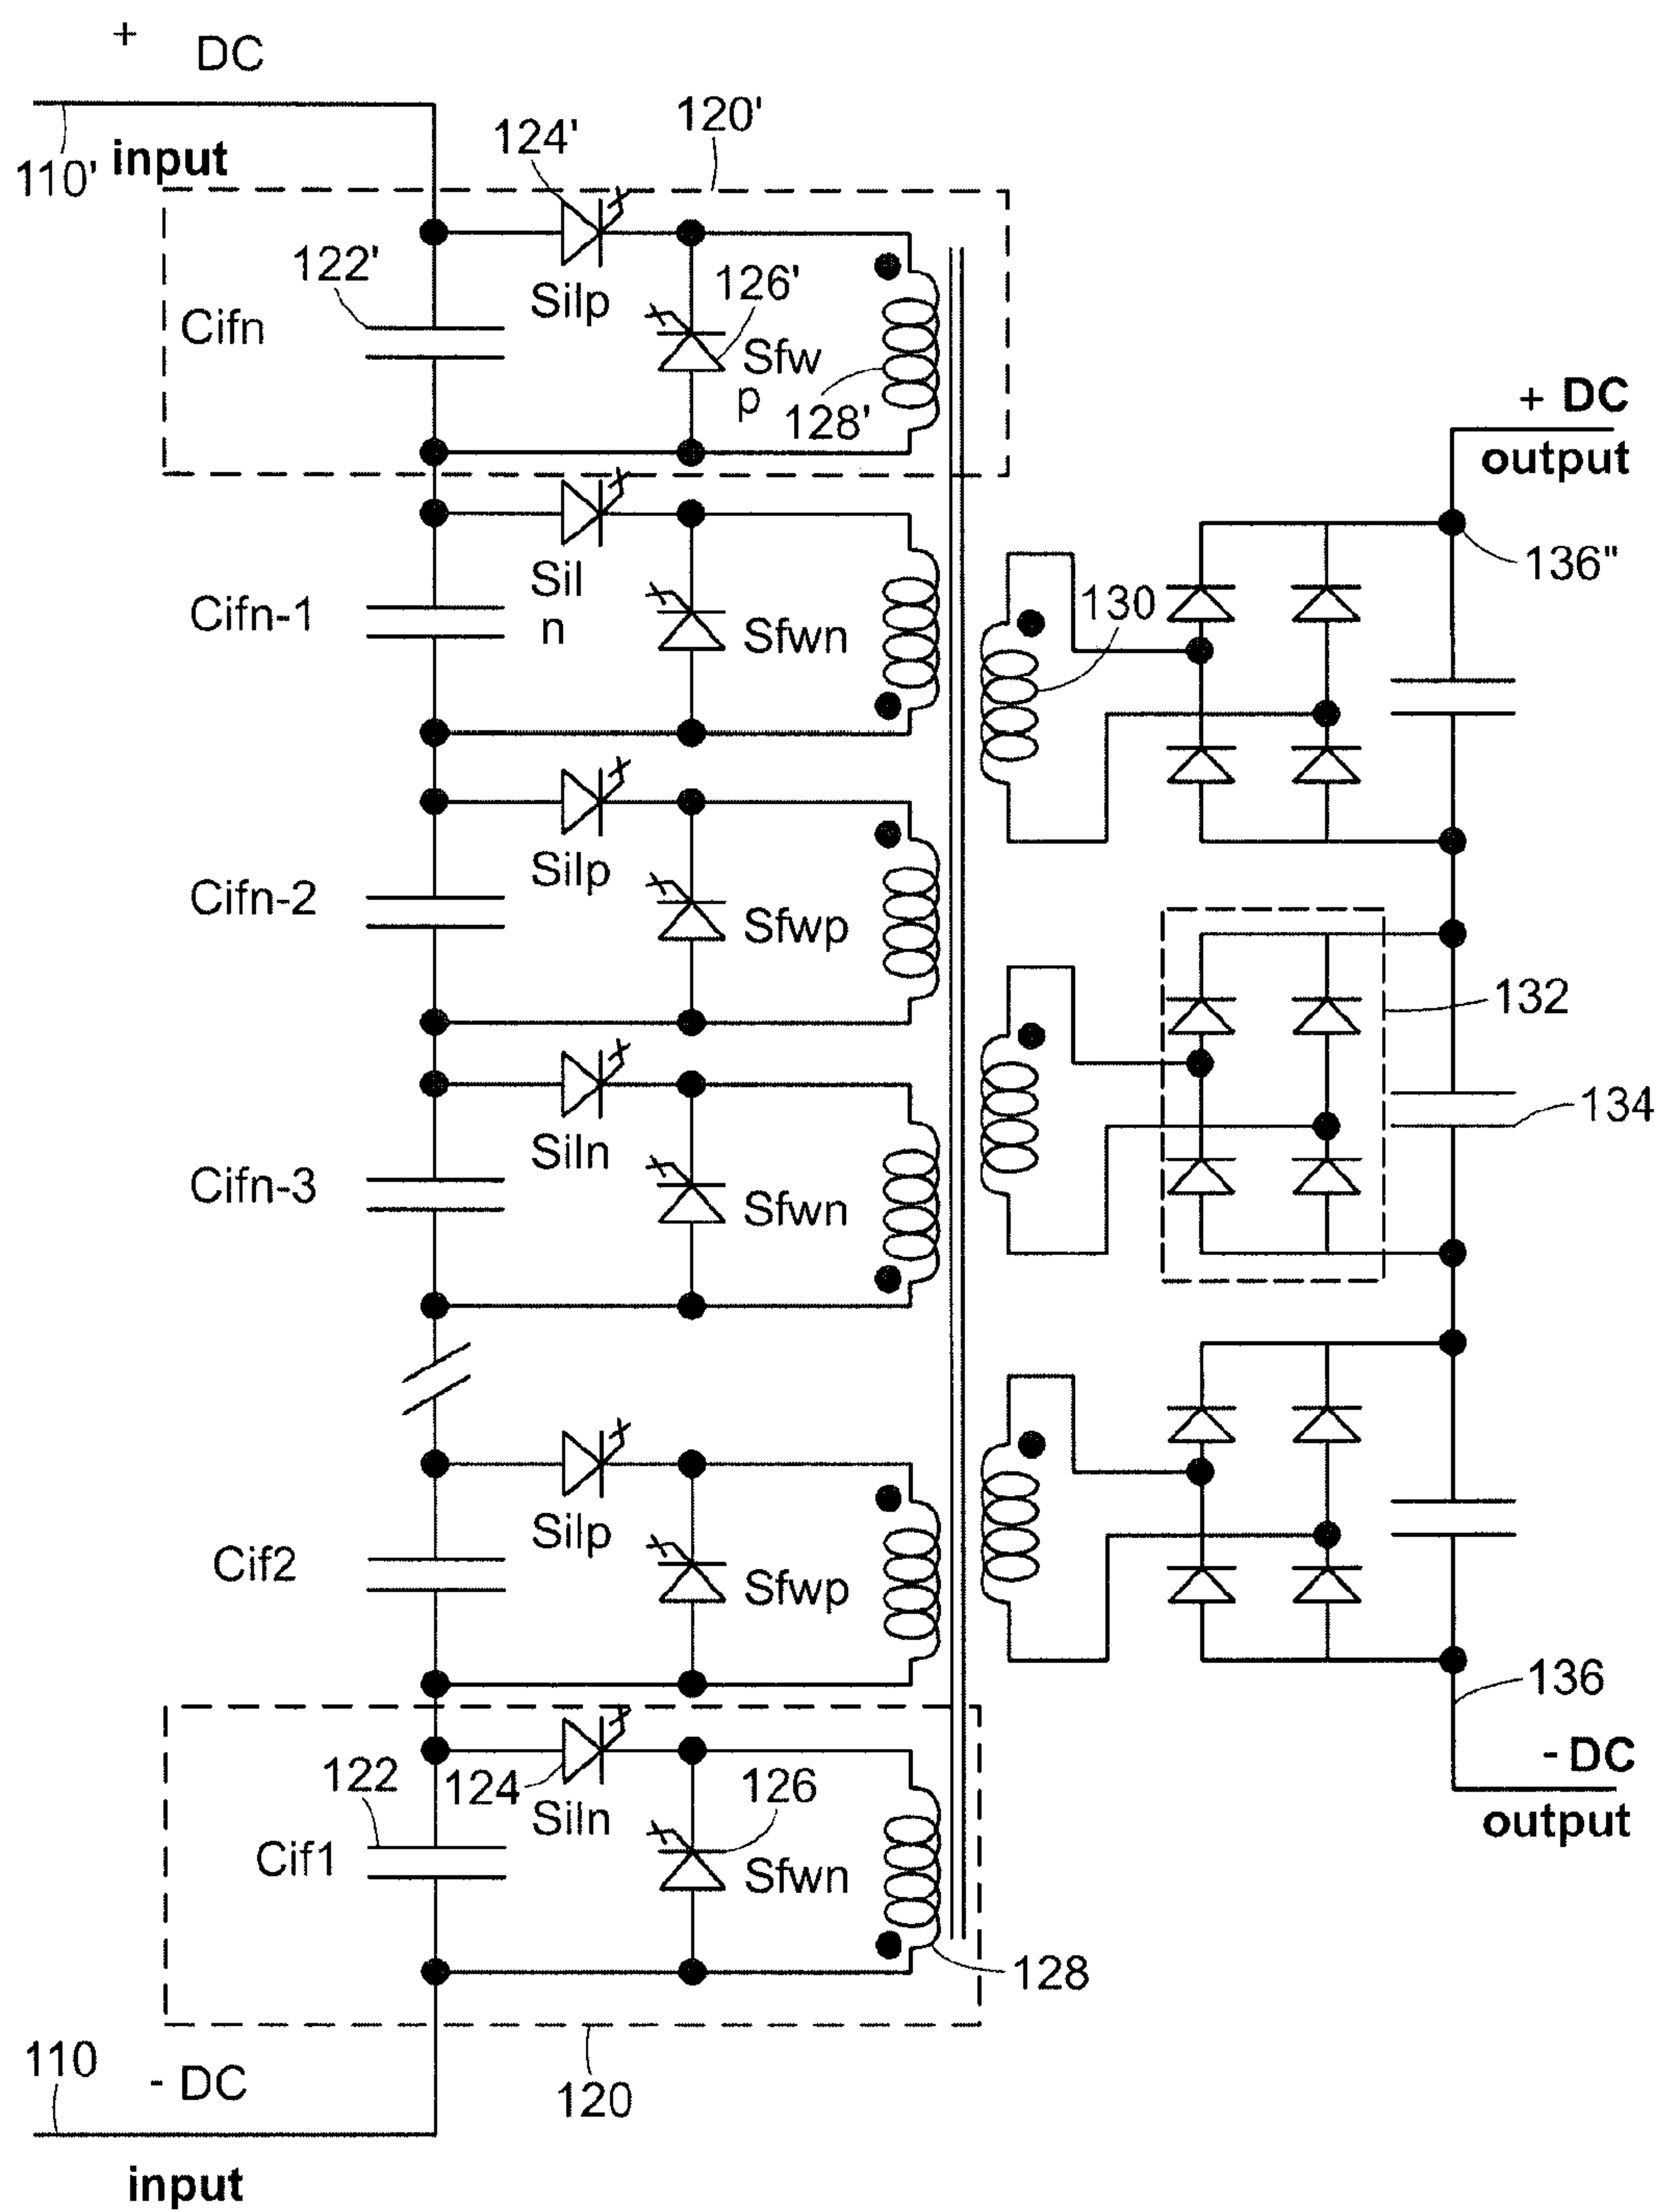 +
DC
110'
input
124'
120'
122'
Cifn
Silp
126'
Sfw
p
128'
+ DC
output
136"
Cifn-1
Sil
n
Sfwn
130
Cifn-2
Silp
Sfwp
132
134
Cifn-3
Siln
Sfwn
Cif2
Silp
Sfwp
136
- DC
output
122
124
Siln
126
Cif1
Sfwn
128
120
110
- DC
input